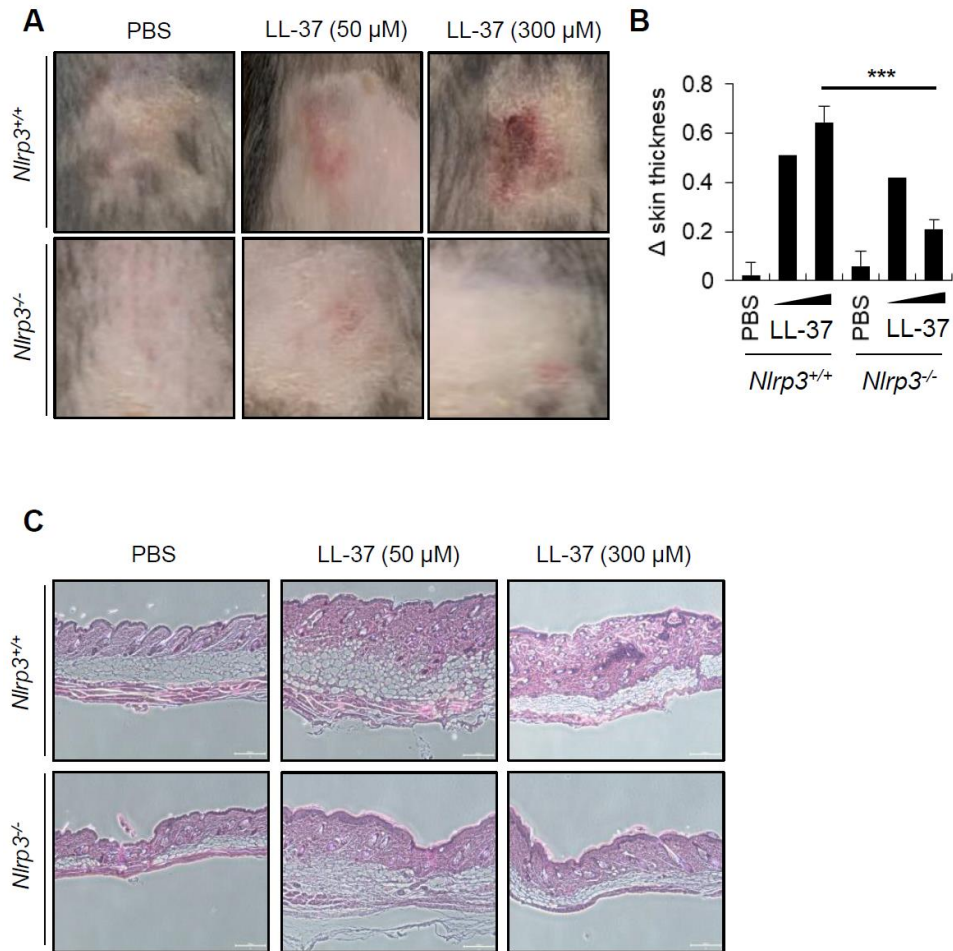 A
PBS
LL-37 (50 µM)
LL-37 (300 µM)
Nlrp3+/+
Nlrp3-/-
B
***
Δ skin thickness
0.8
0.6
0.4
0.2
0
PBS
LL-37
PBS
LL-37
Nlrp3+/+
Nlrp3-/-
C
PBS
LL-37 (50 µM)
LL-37 (300 µM)
Nlrp3+/+
Nlrp3-/-